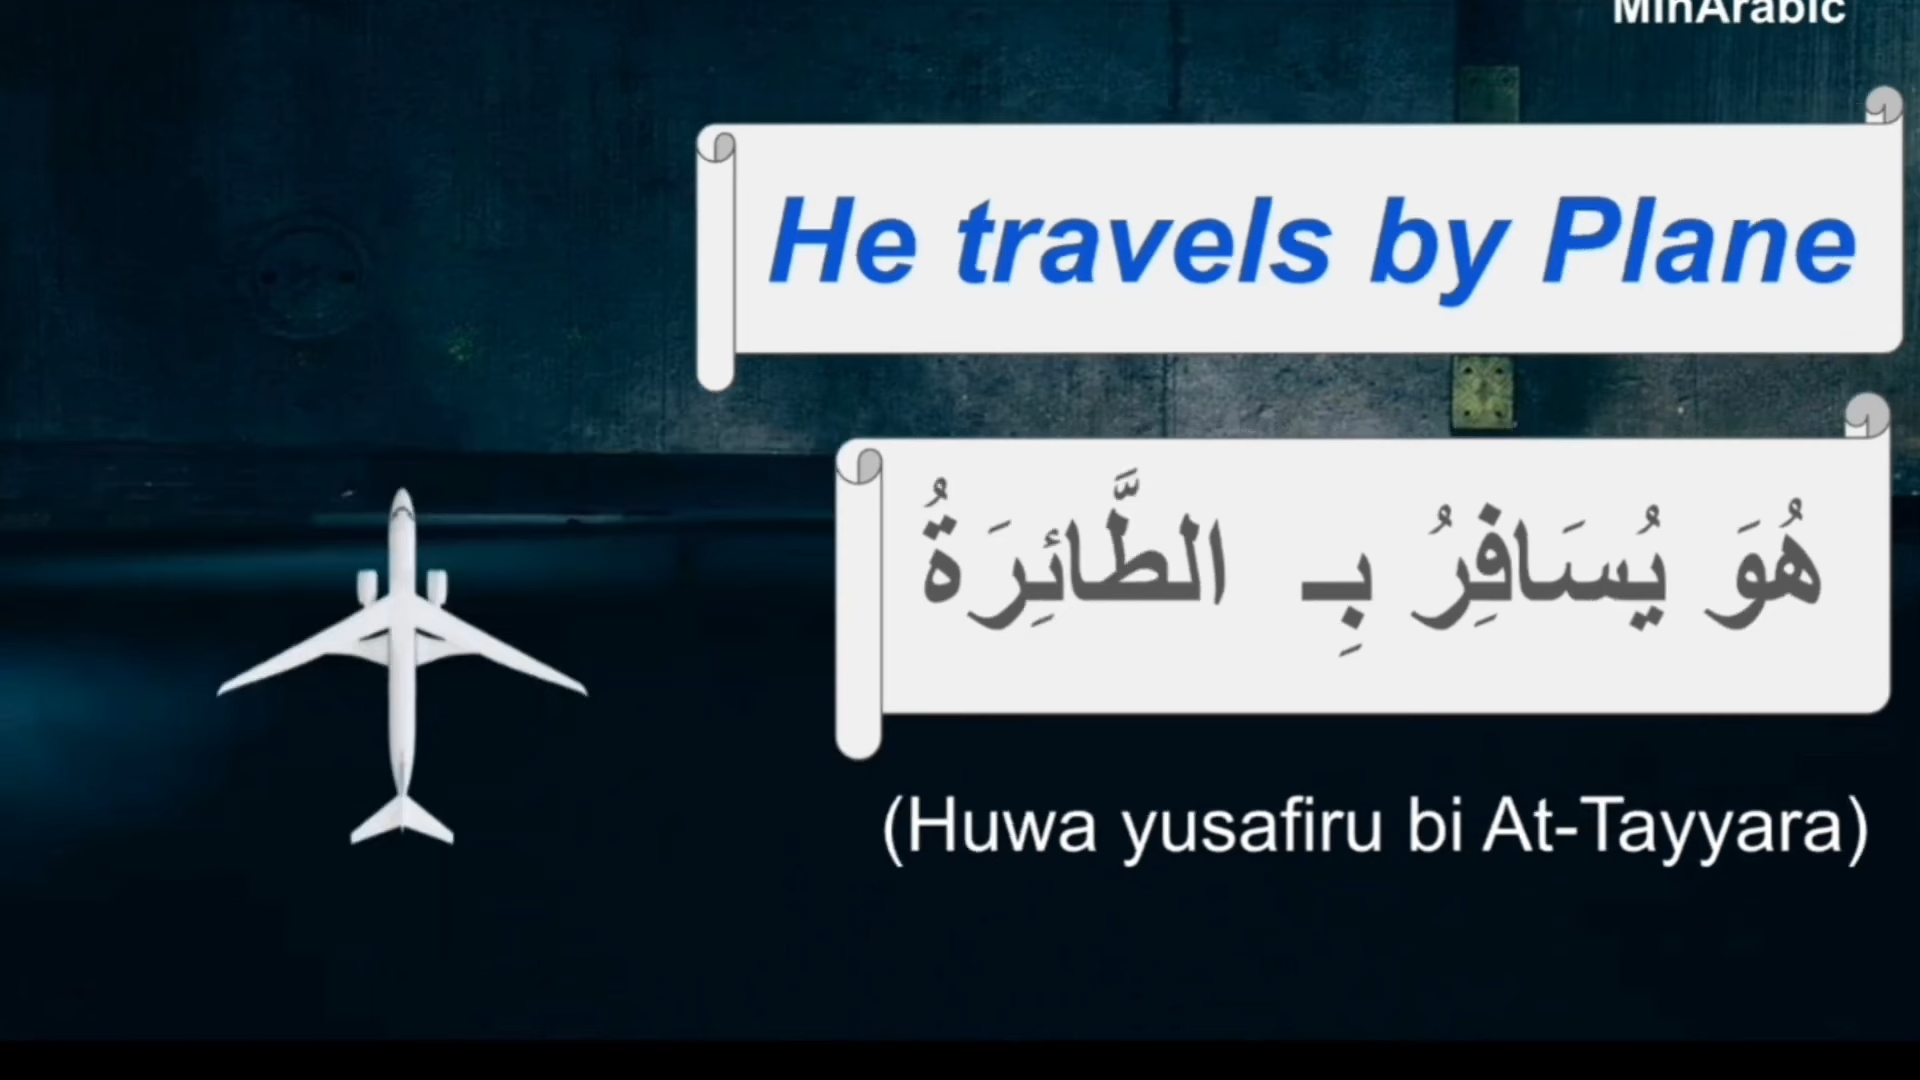 MinArabic
He travels by Plane
هُوَ يُسَافِرُ بِـ الطَّائِرَةُ
(Huwa yusafiru bi At-Tayyara)